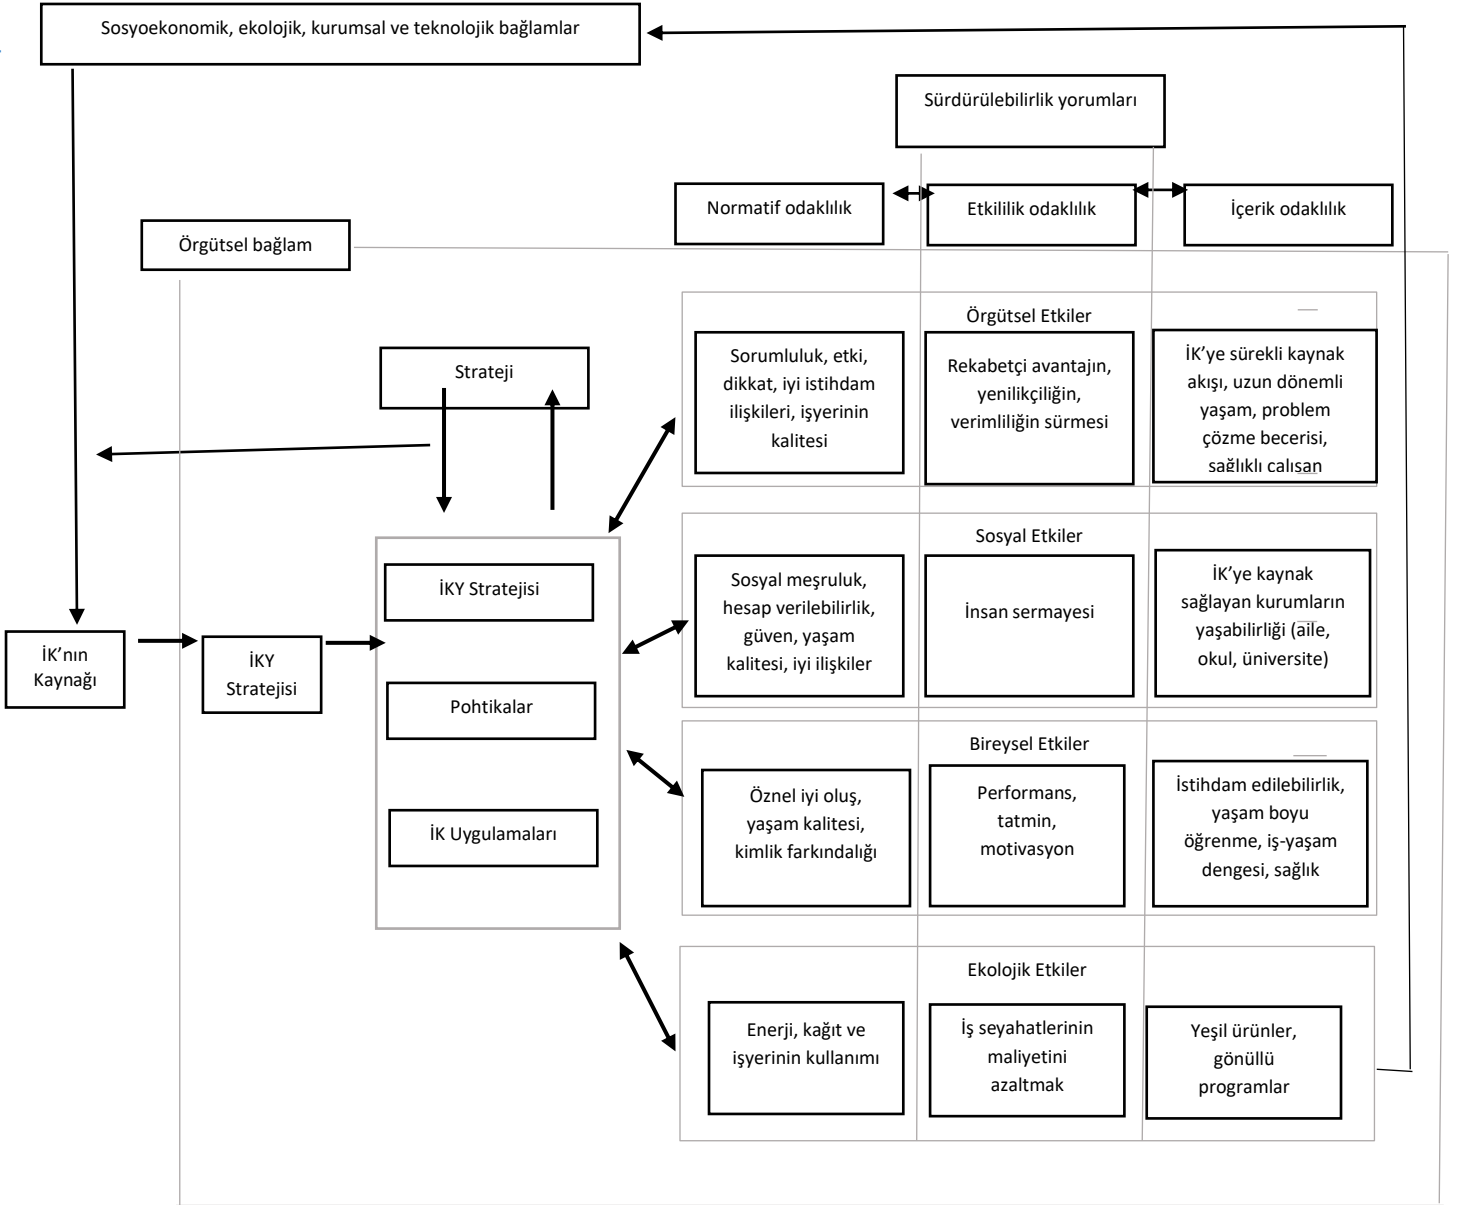 Sosyoekonomik, ekolojik, kurumsal ve teknolojik bağlamlar
Sürdürülebilirlik yorumları
Normatif odaklılık
Etkililik odaklılık
İçerik odaklılık
Örgütsel bağlam
Strateji
Örgütsel Etkiler
Sorumluluk, etki,
dikkat, iyi istihdam
ilişkileri, işyerinin
kalitesi
Rekabetçi avantajın,
yenilikçiliğin,
verimliliğin sürmesi
İK’ye sürekli kaynak
akışı, uzun dönemli
yaşam, problem
çözme becerisi,
sağlıklı calısan
İK’nın
Kaynağı
İKY
Stratejisi
İKY Stratejisi
Pohtikalar
İK Uygulamaları
Sosyal Etkiler
Sosyal meşruluk,
hesap verilebilirlik,
güven, yaşam
kalitesi, iyi ilişkiler
İnsan sermayesi
İK’ye kaynak
sağlayan kurumların
yaşabilirliği (aile,
okul, üniversite)
Bireysel Etkiler
Öznel iyi oluş,
yaşam kalitesi,
kimlik farkındalığı
Performans,
tatmin,
motivasyon
İstihdam edilebilirlik,
yaşam boyu
öğrenme, iş-yaşam
dengesi, sağlık
Ekolojik Etkiler
Enerji, kağıt ve
işyerinin kullanımı
İş seyahatlerinin
maliyetini
azaltmak
Yeşil ürünler,
gönüllü
programlar